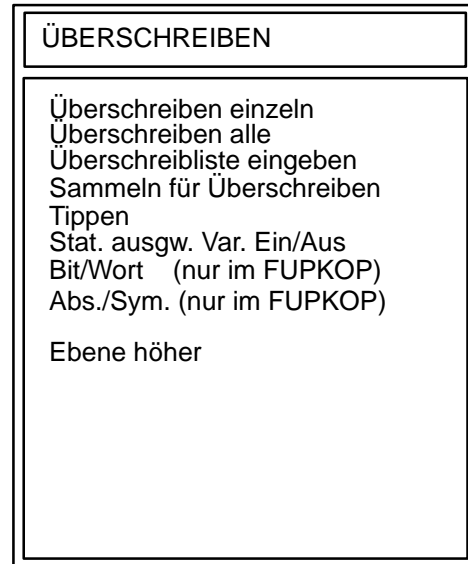 ÜBERSCHREIBEN
Überschreiben einzeln
Überschreiben alle
Überschreibliste eingeben
Sammeln für Überschreiben
Tippen
Stat. ausgw. Var. Ein/Aus
Bit/Wort (nur im FUPKOP)
Abs./Sym. (nur im FUPKOP)
Ebene höher